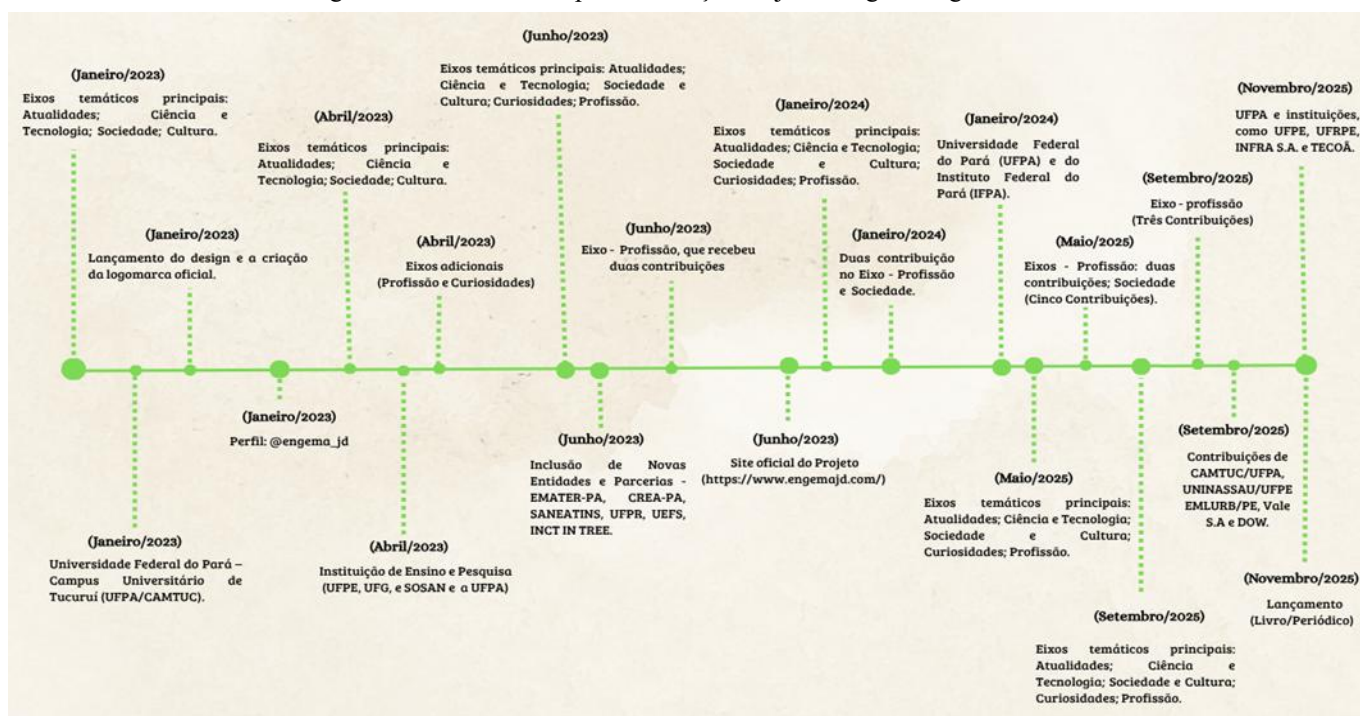 (Janeiro/2023)
Eixos temáticos principais:
Atualidades; Ciência e
Tecnologia; Sociedade; Cultura.
(Janeiro/2023)
Lançamento do design e a criação
da logomarca oficial.
(Abril/2023)
Eixos temáticos principais:
Atualidades; Ciência e
Tecnologia; Sociedade; Cultura.
(Abril/2023)
Eixos adicionais
(Profissão e Curiosidades)
(Junho/2023)
Eixos temáticos principais: Atualidades;
Ciência e Tecnologia; Sociedade e
Cultura; Curiosidades; Profissão.
(Junho/2023)
Eixo - Profissão, que recebeu
duas contribuições
(Janeiro/2024)
Eixos temáticos principais:
Atualidades; Ciência e Tecnologia;
Sociedade e Cultura;
Curiosidades; Profissão.
(Janeiro/2024)
Duas contribuição
no Eixo - Profissão
e Sociedade.
(Janeiro/2024)
Universidade Federal
do Pará (UFPA) e do
Instituto Federal do
Pará (IFPA).
(Maio/2025)
Eixos - Profissão: duas
contribuições; Sociedade
(Cinco Contribuições).
(Setembro/2025)
Eixo - profissão
(Três Contribuições)
(Novembro/2025)
UFPA e instituições,
como UFPE, UFRPE,
INFRA S.A. e TECOÃ.
(Janeiro/2023)
Universidade Federal do Pará –
Campus Universitário de
Tucuruí (UFPA/CAMTUC).
(Janeiro/2023)
Perfil: @engema_jd
(Abril/2023)
Instituição de Ensino e Pesquisa
(UFPE, UFG, e SOSAN e a UFPA)
(Junho/2023)
Inclusão de Novas
Entidades e Parcerias -
EMATER-PA, CREA-PA,
SANEATINS, UFPR, UEFS,
INCT IN TREE.
(Junho/2023)
Site oficial do Projeto
(https://www.engemajd.com/)
(Maio/2025)
Eixos temáticos principais:
Atualidades; Ciência e Tecnologia;
Sociedade e Cultura;
Curiosidades; Profissão.
(Setembro/2025)
Eixos temáticos principais:
Atualidades; Ciência e
Tecnologia; Sociedade e Cultura;
Curiosidades; Profissão.
(Setembro/2025)
Contribuições de
CAMTUC/UFPA,
UNINASSAU/UFPE
EMLURB/PE, Vale
S.A e DOW.
(Novembro/2025)
Lançamento
(Livro/Periódico)